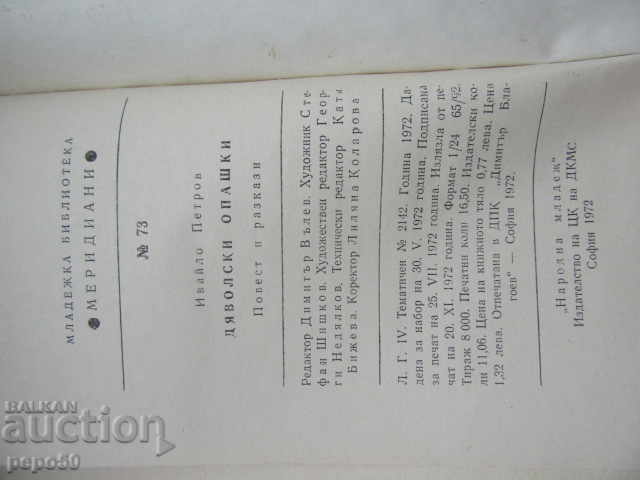 МЛАДЕЖКА БИБЛИОТЕКА
МЕРИДИАНИ
№ 73
Ивайло Петров
ДЯВОЛСКИ ОПАШКИ
Повест и разкази
Редактор Димитър Вълев. Художник Сте-
фан Шишков. Художествен редактор Геор-
ги Недялков. Технически редактор Катя
Бижева. Коректор Лиляна Коларова
Л. Г. IV. Тематичен № 2142. Година 1972. Да-
дена за набор на 30. V. 1972 година. Подписана
за печат на 25. VII. 1972 година. Излязла от пе-
чат на 20. XI. 1972 година. Формат 1/24 65/92.
Тираж 8 000. Печатни коли 16,50. Издателски ко-
ли 11,06. Цена на книжното тяло 0,77 лева. Цена
1,32 лева. Отпечатана в ДПК „Димитър Бла-
гоев" — София 1972.
„Народна младеж"
Издателство на ЦК на ДКМС
София 1972
BALKAN
auction
pepo50